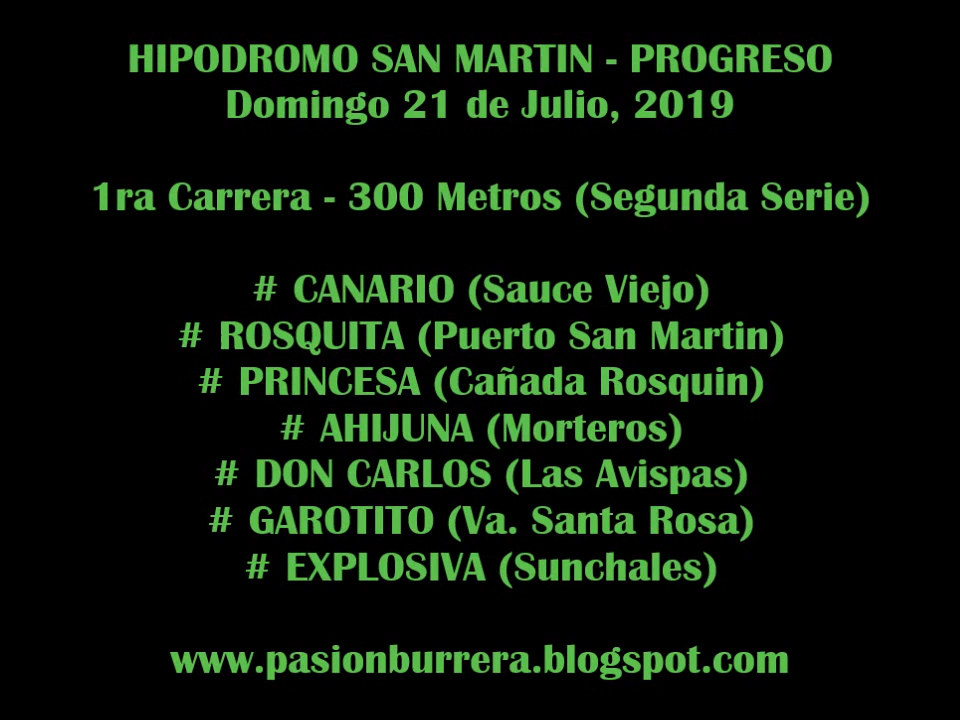 HIPODROMO SAN MARTIN - PROGRESO
Domingo 21 de Julio, 2019
1ra Carrera - 300 Metros (Segunda Serie)
# CANARIO (Sauce Viejo)
# ROSQUITA (Puerto San Martin)
# PRINCESA (Cañada Rosquin)
# AHIJUNA (Morteros)
# DON CARLOS (Las Avispas)
# GAROTITO (Va. Santa Rosa)
# EXPLOSIVA (Sunchales)
www.pasionburrera.blogspot.com